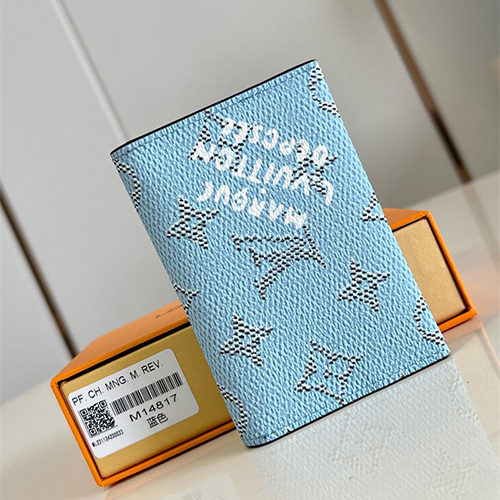 MARQUE
L.VUITTON
DEPOSEE
PF. CH. MNG. M. REV.
M14817
蓝色